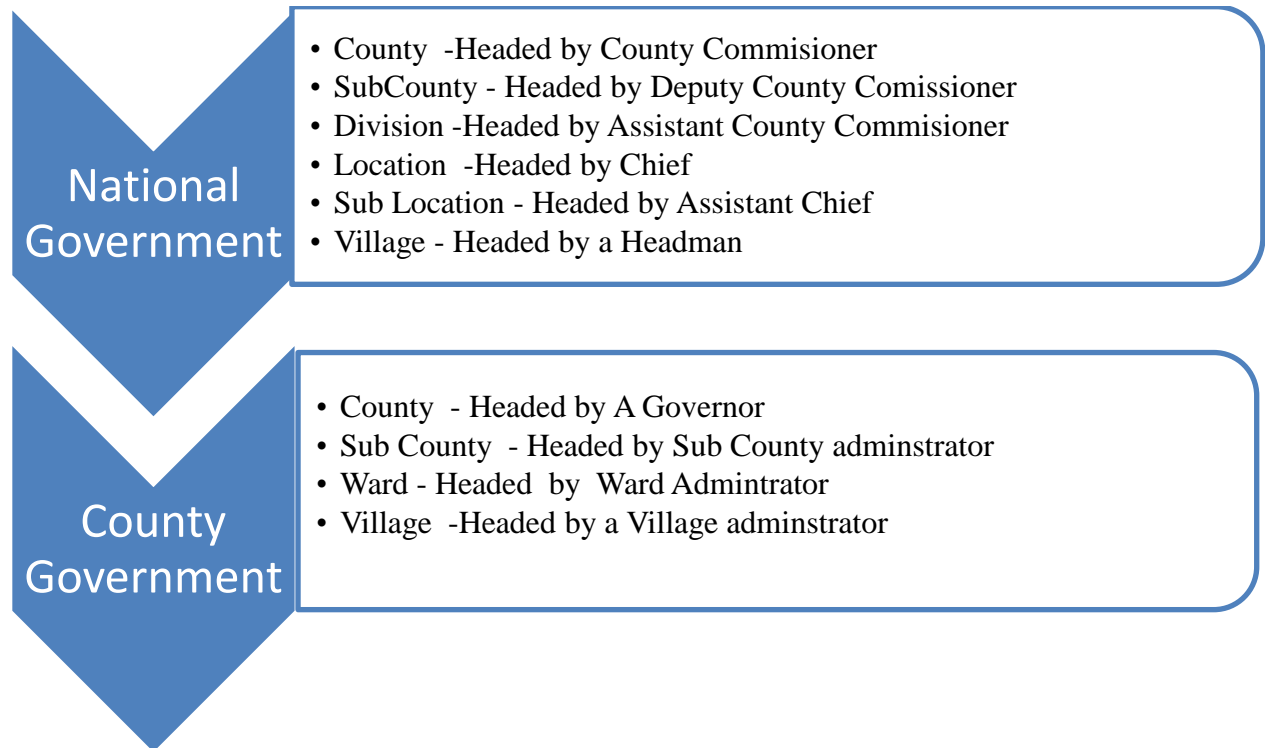 National
Government
• County -Headed by County Commisioner
• SubCounty - Headed by Deputy County Comissioner
• Division -Headed by Assistant County Commisioner
• Location -Headed by Chief
• Sub Location - Headed by Assistant Chief
• Village - Headed by a Headman
County
Government
• County - Headed by A Governor
• Sub County - Headed by Sub County adminstrator
• Ward - Headed by Ward Admintrator
• Village -Headed by a Village adminstrator